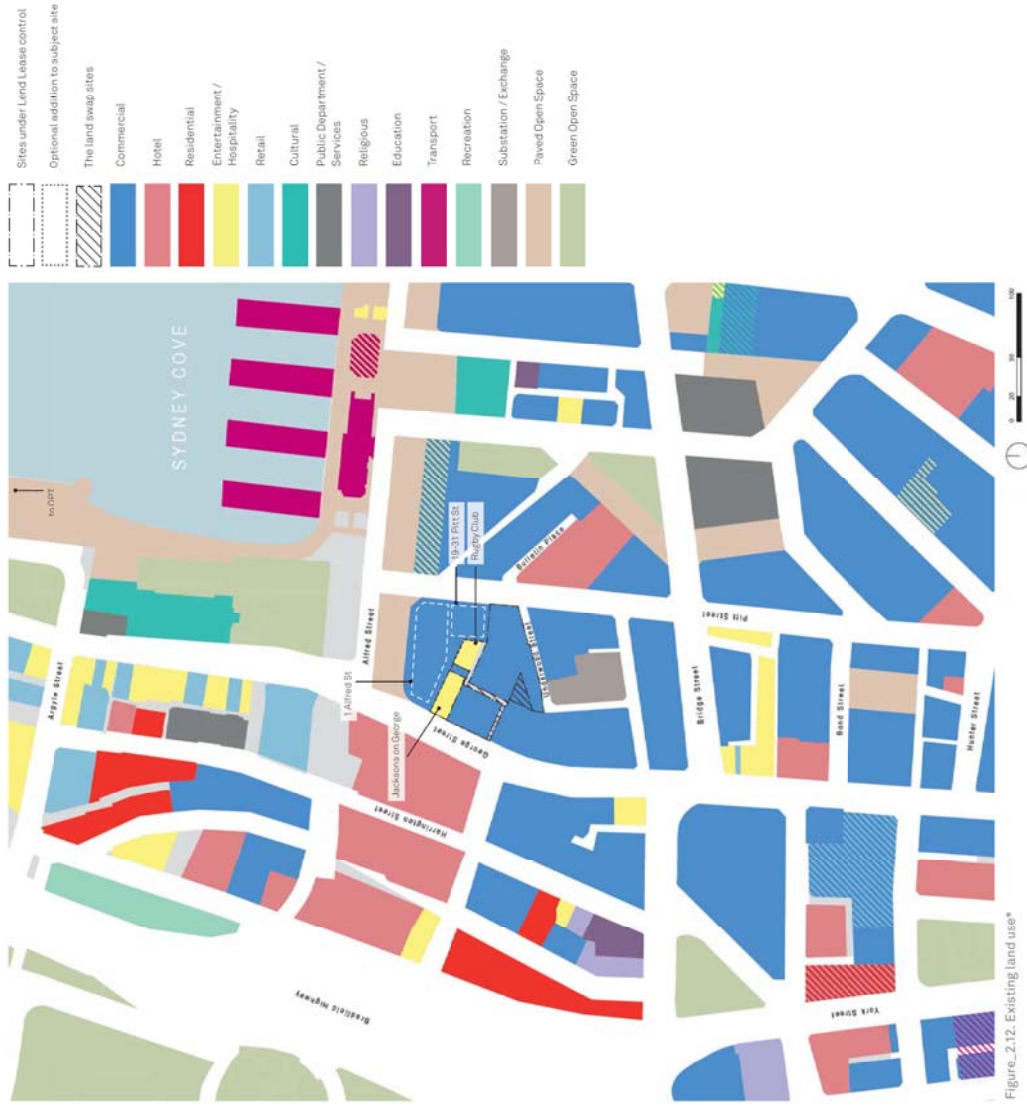 Sites under Lend Lease control
Optional addition to subject site
The land swap sites
Commercial
Hotel
Residential
Entertainment /
Hospitality
Retail
Cultural
Public Department /
Services
Religious
Education
Transport
Recreation
Substation / Exchange
Paved Open Space
Green Open Space
SYDNEY COVE
to OPT
Argyle Street
Alfred Street
1 Alfred St
19-31 Pitt St
Rugby Club
Jacksons on George
George Street
Harrington Street
Bulletin Place
Underwood Street
Bradfield Highway
Pitt Street
Bridge Street
Bond Street
Hunter Street
York Street
0 20 50 100
Figure_2.12. Existing land use*